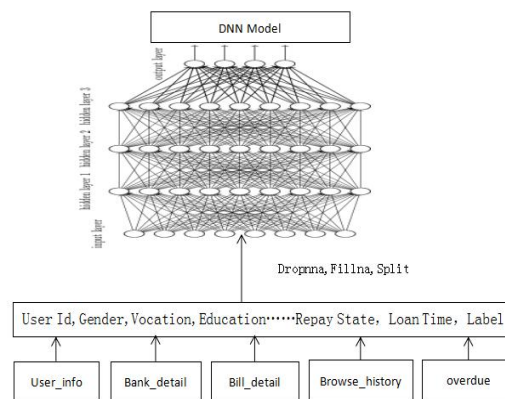 DNN Model
output layer
hidden layer 3
hidden layer 2
hidden layer 1
input layer
Dropnna,Fillna,Split
User Id,Gender,Vocation,Education……Repay State, Loan Time, Label
User_info
Bank_detail
Bill_detail
Browse_history
overdue